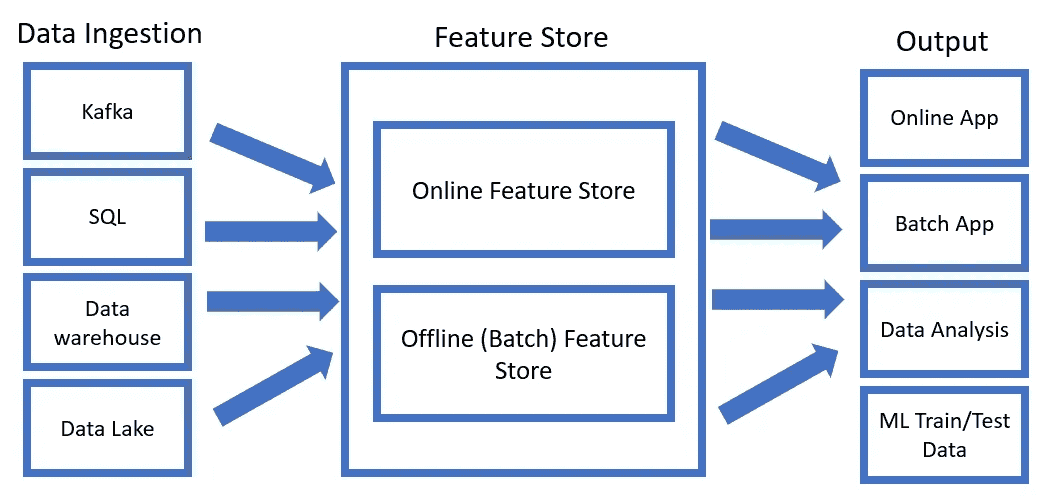 Data Ingestion
Kafka
SQL
Data
warehouse
Data Lake
Feature Store
Online Feature Store
Offline (Batch) Feature
Store
Output
Online App
Batch App
Data Analysis
ML Train/Test
Data